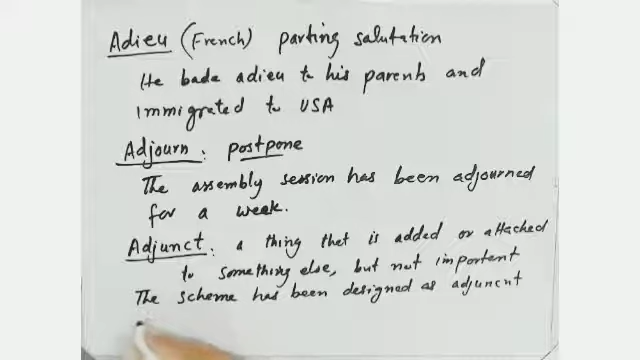 Adieu (French) parting salutation
He bade adieu to his parents and
immigrated to USA
Adjourn: postpone
The assembly session has been adjourned
for a week.
Adjunct: a thing that is added or attached
to something else, but not important
The scheme has been designed as adjuncnt